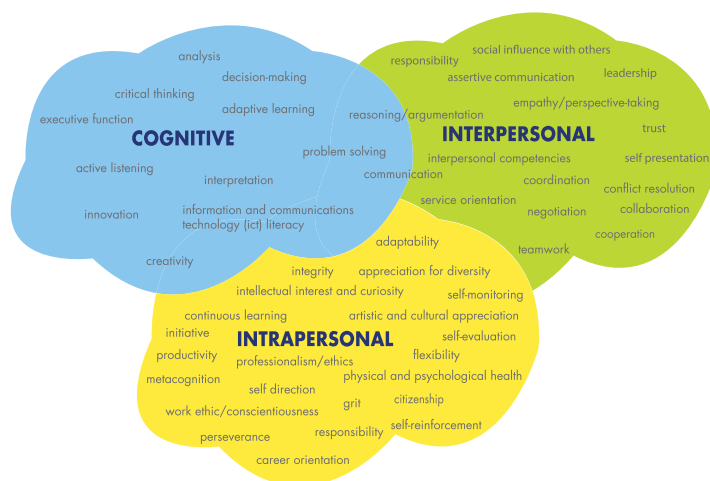 analysis
decision-making
critical thinking
adaptive learning
executive function
COGNITIVE
active listening
interpretation
innovation
information and communications
technology (ict) literacy
creativity
reasoning/argumentation
problem solving
communication
social influence with others
responsibility
leadership
assertive communication
empathy/perspective-taking
trust
INTERPERSONAL
interpersonal competencies
self presentation
coordination
conflict resolution
service orientation
negotiation
collaboration
cooperation
teamwork
adaptability
integrity
appreciation for diversity
intellectual interest and curiosity
self-monitoring
continuous learning
artistic and cultural appreciation
initiative
INTRAPERSONAL
self-evaluation
productivity
professionalism/ethics
flexibility
metacognition
physical and psychological health
self direction
grit
citizenship
work ethic/conscientiousness
self-reinforcement
perseverance
responsibility
career orientation